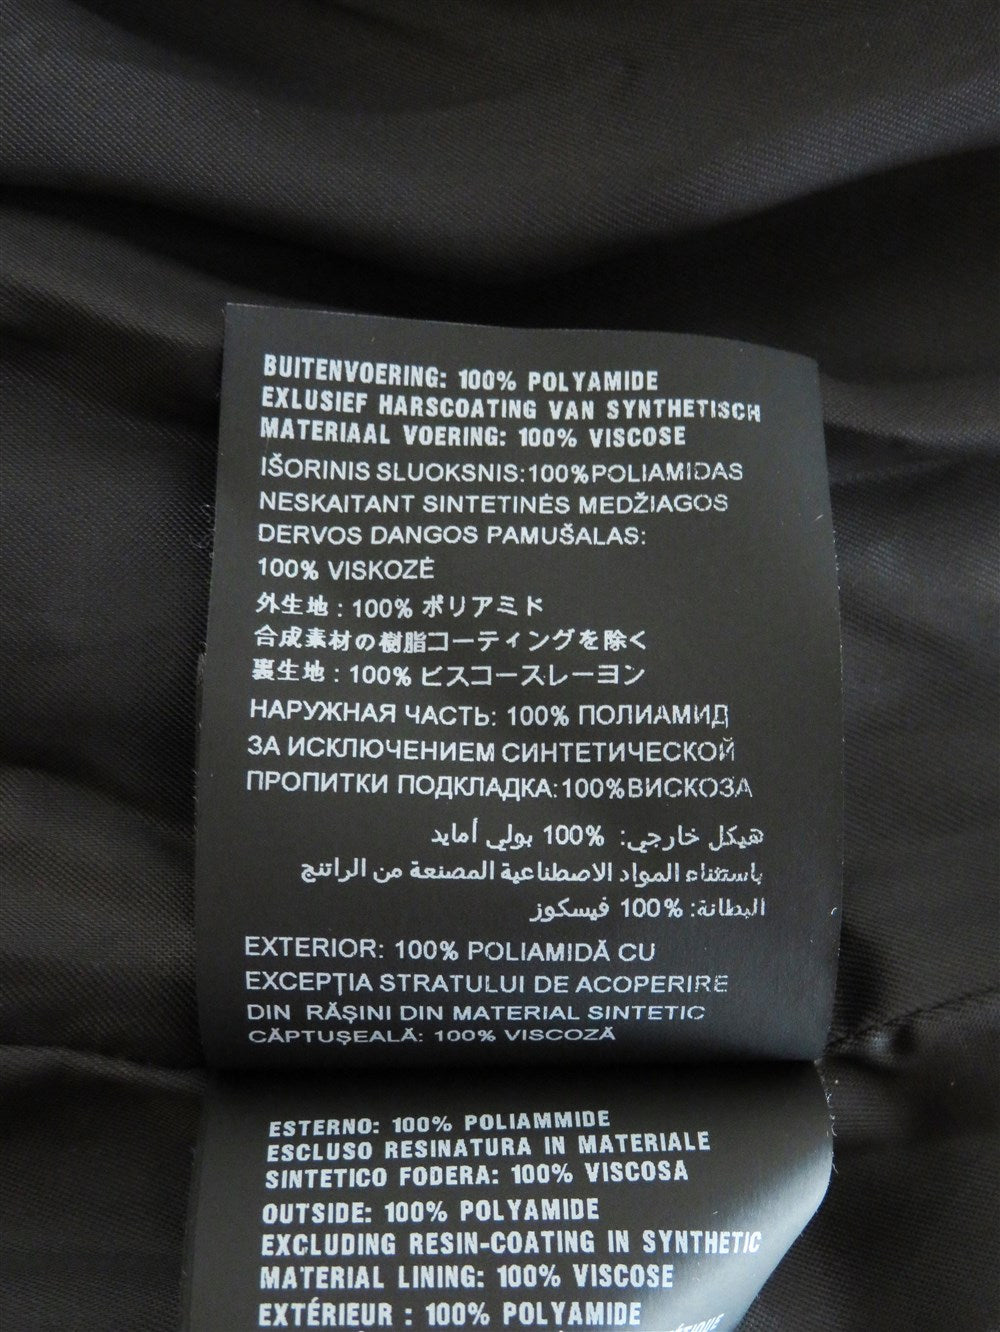 BUITENVOERING: 100% POLYAMIDE
EXLUSIEF HARSCOATING VAN SYNTHETISCH
MATERIAAL VOERING: 100% VISCOSE
IŠORINIS SLUOKSNIS:100%POLIAMIDAS
NESKAITANT SINTETINĖS MEDŽIAGOS
DERVOS DANGOS PAMUŠALAS:
100% VISKOZĖ
外生地 : 100% ポリアミド
合成素材の樹脂コーティングを除く
裏生地 : 100% ビスコースレーヨン
НАРУЖНАЯ ЧАСТЬ: 100% ПОЛИАМИД
ЗА ИСКЛЮЧЕНИЕМ СИНТЕТИЧЕСКОЙ
ПРОПИТКИ ПОДКЛАДКА:100%ВИСКОЗА
هيكل خارجي: 100% بولي أمايد
باستثناء المواد الاصطناعية المصنعة من الراتنج
البطانة: 100% فيسكوز
EXTERIOR: 100% POLIAMIDĂ CU
EXCEPŢIA STRATULUI DE ACOPERIRE
DIN RĂŞINI DIN MATERIAL SINTETIC
CĂPTUŞEALĂ: 100% VISCOZĂ
ESTERNO: 100% POLIAMMIDE
ESCLUSO RESINATURA IN MATERIALE
SINTETICO FODERA: 100% VISCOSA
OUTSIDE: 100% POLYAMIDE
EXCLUDING RESIN-COATING IN SYNTHETIC
MATERIAL LINING: 100% VISCOSE
EXTÉRIEUR : 100% POLYAMIDE